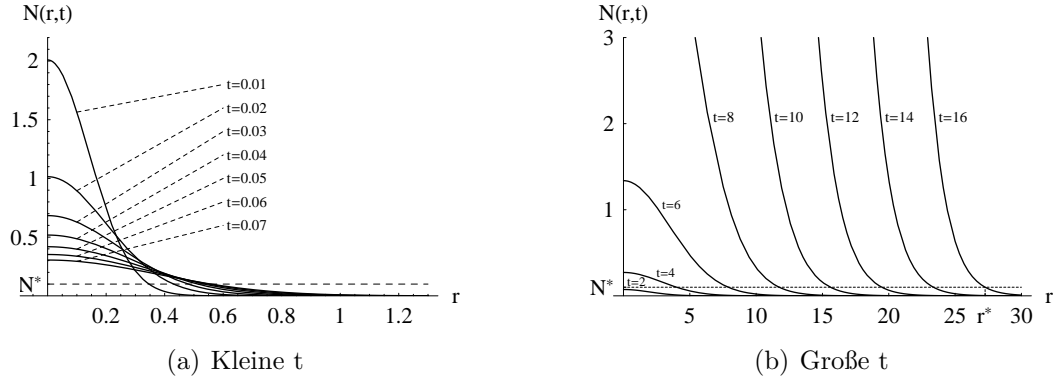 N(r,t)
2
1.5
1
0.5
N*
t=0.01
t=0.02
t=0.03
t=0.04
t=0.05
t=0.06
t=0.07
0.2 0.4 0.6 0.8 1 1.2 r
(a) Kleine t
N(r,t)
3
2
1
N*
t=8 t=10 t=12 t=14 t=16
t=6
t=4
t=2
5 10 15 20 25 r* 30 r
(b) Große t